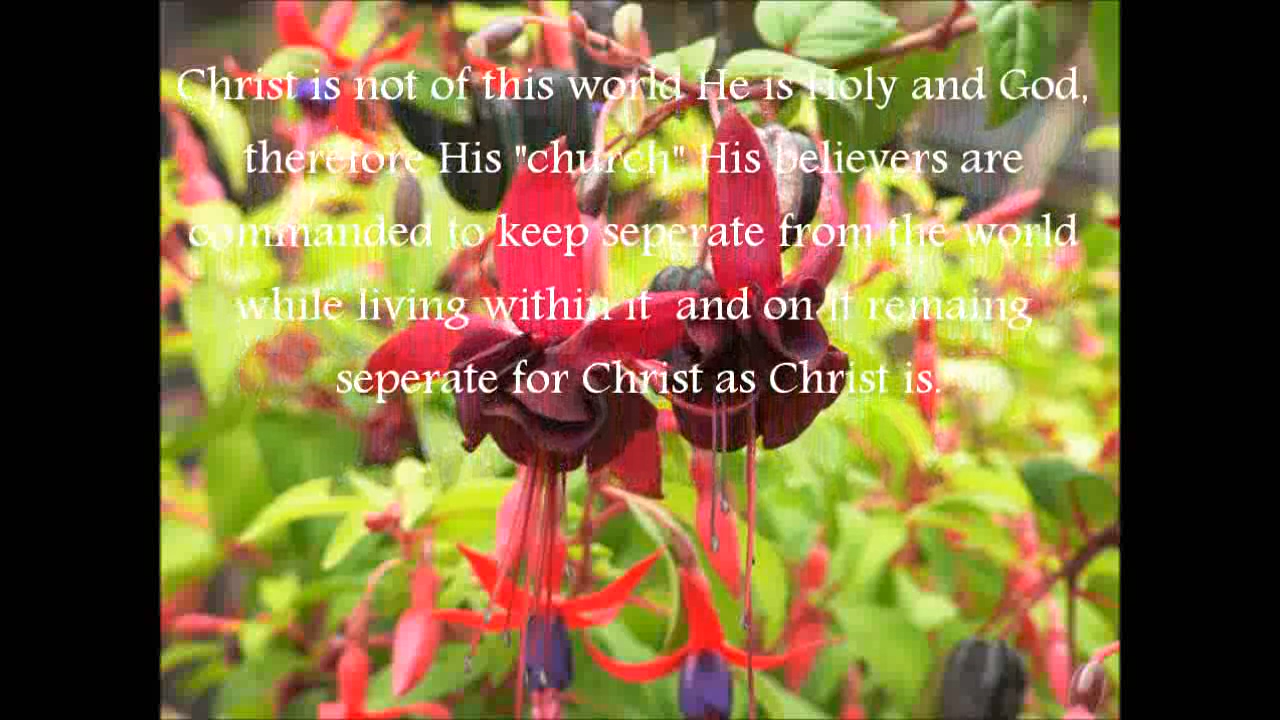 Christ is not of this world He is Holy and God,
therefore His "church" His believers are
commanded to keep seperate from the world
while living within it  and on it remaing
seperate for Christ as Christ is.